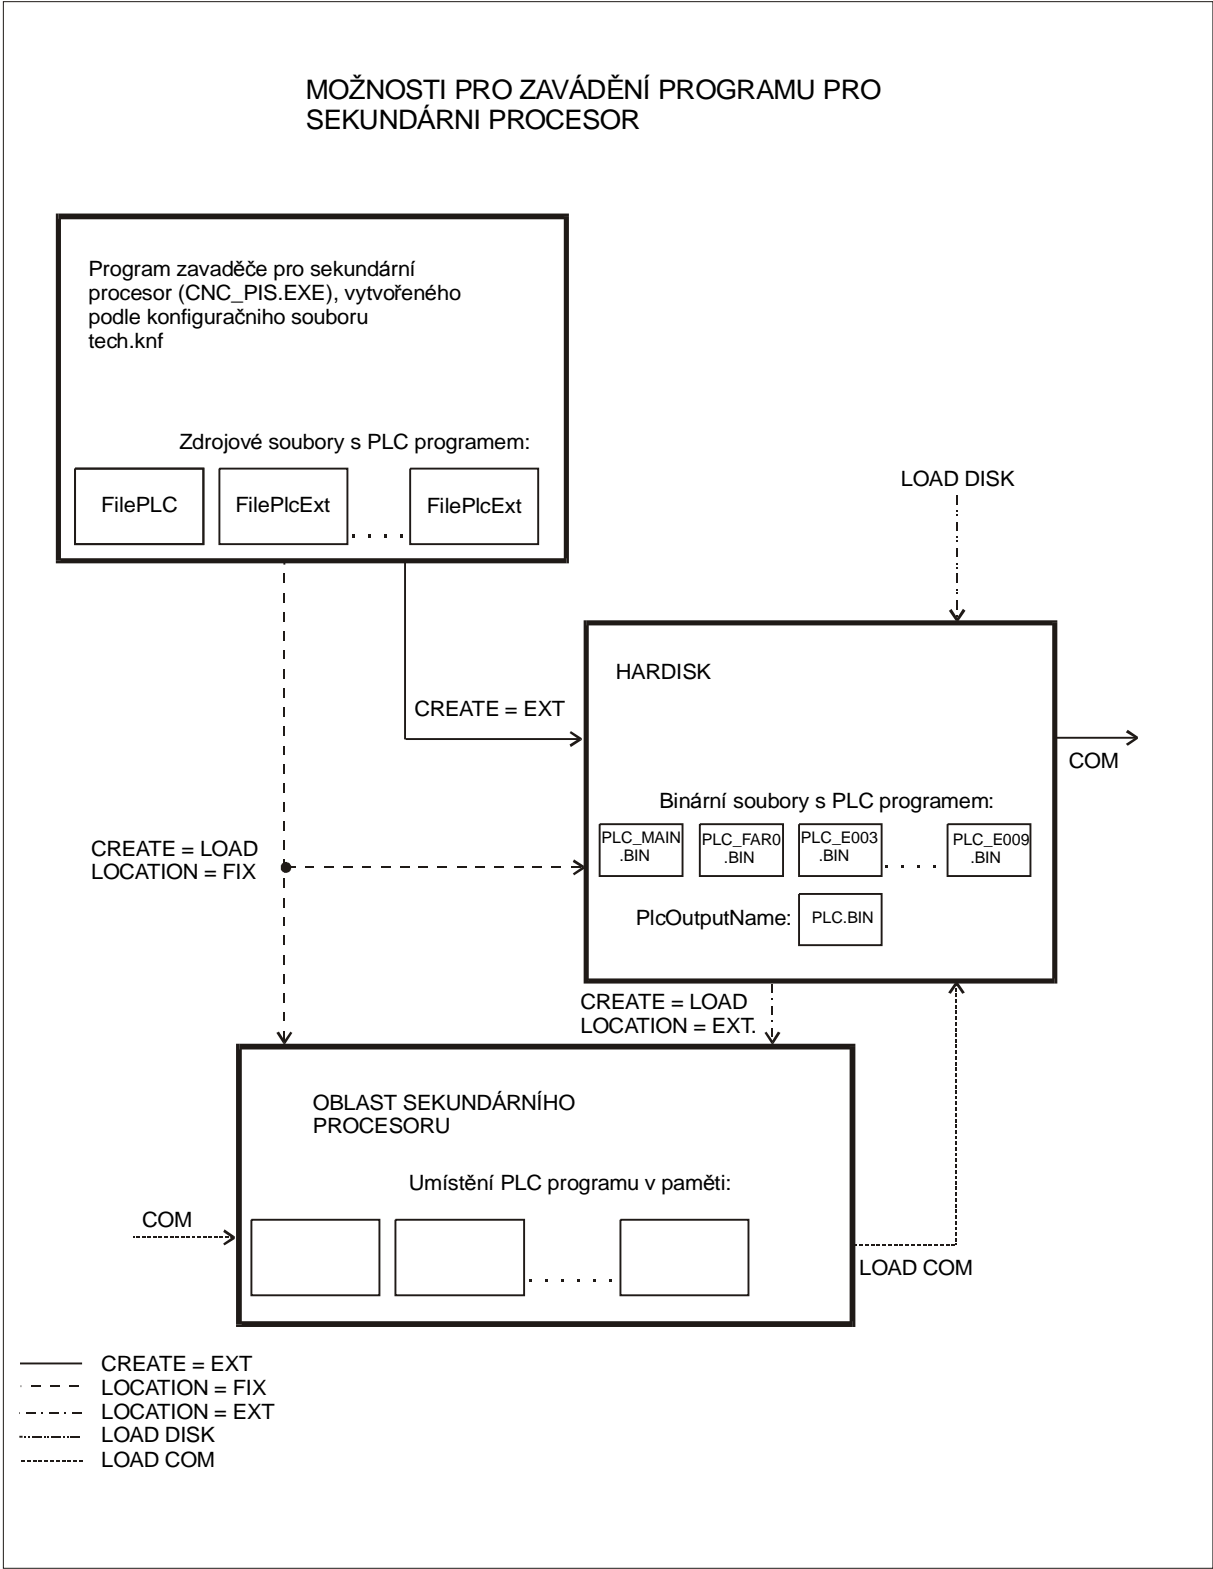 MOŽNOSTI PRO ZAVÁDĚNÍ PROGRAMU PRO
SEKUNDÁRNI PROCESOR
Program zavaděče pro sekundární
procesor (CNC_PIS.EXE), vytvořeného
podle konfiguračniho souboru
tech.knf
Zdrojové soubory s PLC programem:
FilePLC
FilePlcExt
. . . .
FilePlcExt
LOAD DISK
HARDISK
CREATE = EXT
COM
Binární soubory s PLC programem:
PLC_MAIN
.BIN
PLC_FAR0
.BIN
PLC_E003
.BIN
. . . .
PLC_E009
.BIN
CREATE = LOAD
LOCATION = FIX
PlcOutputName:
PLC.BIN
CREATE = LOAD
LOCATION = EXT.
OBLAST SEKUNDÁRNÍHO
PROCESORU
Umístění PLC programu v paměti:
COM
. . . . . .
LOAD COM
CREATE = EXT
LOCATION = FIX
LOCATION = EXT
LOAD DISK
LOAD COM